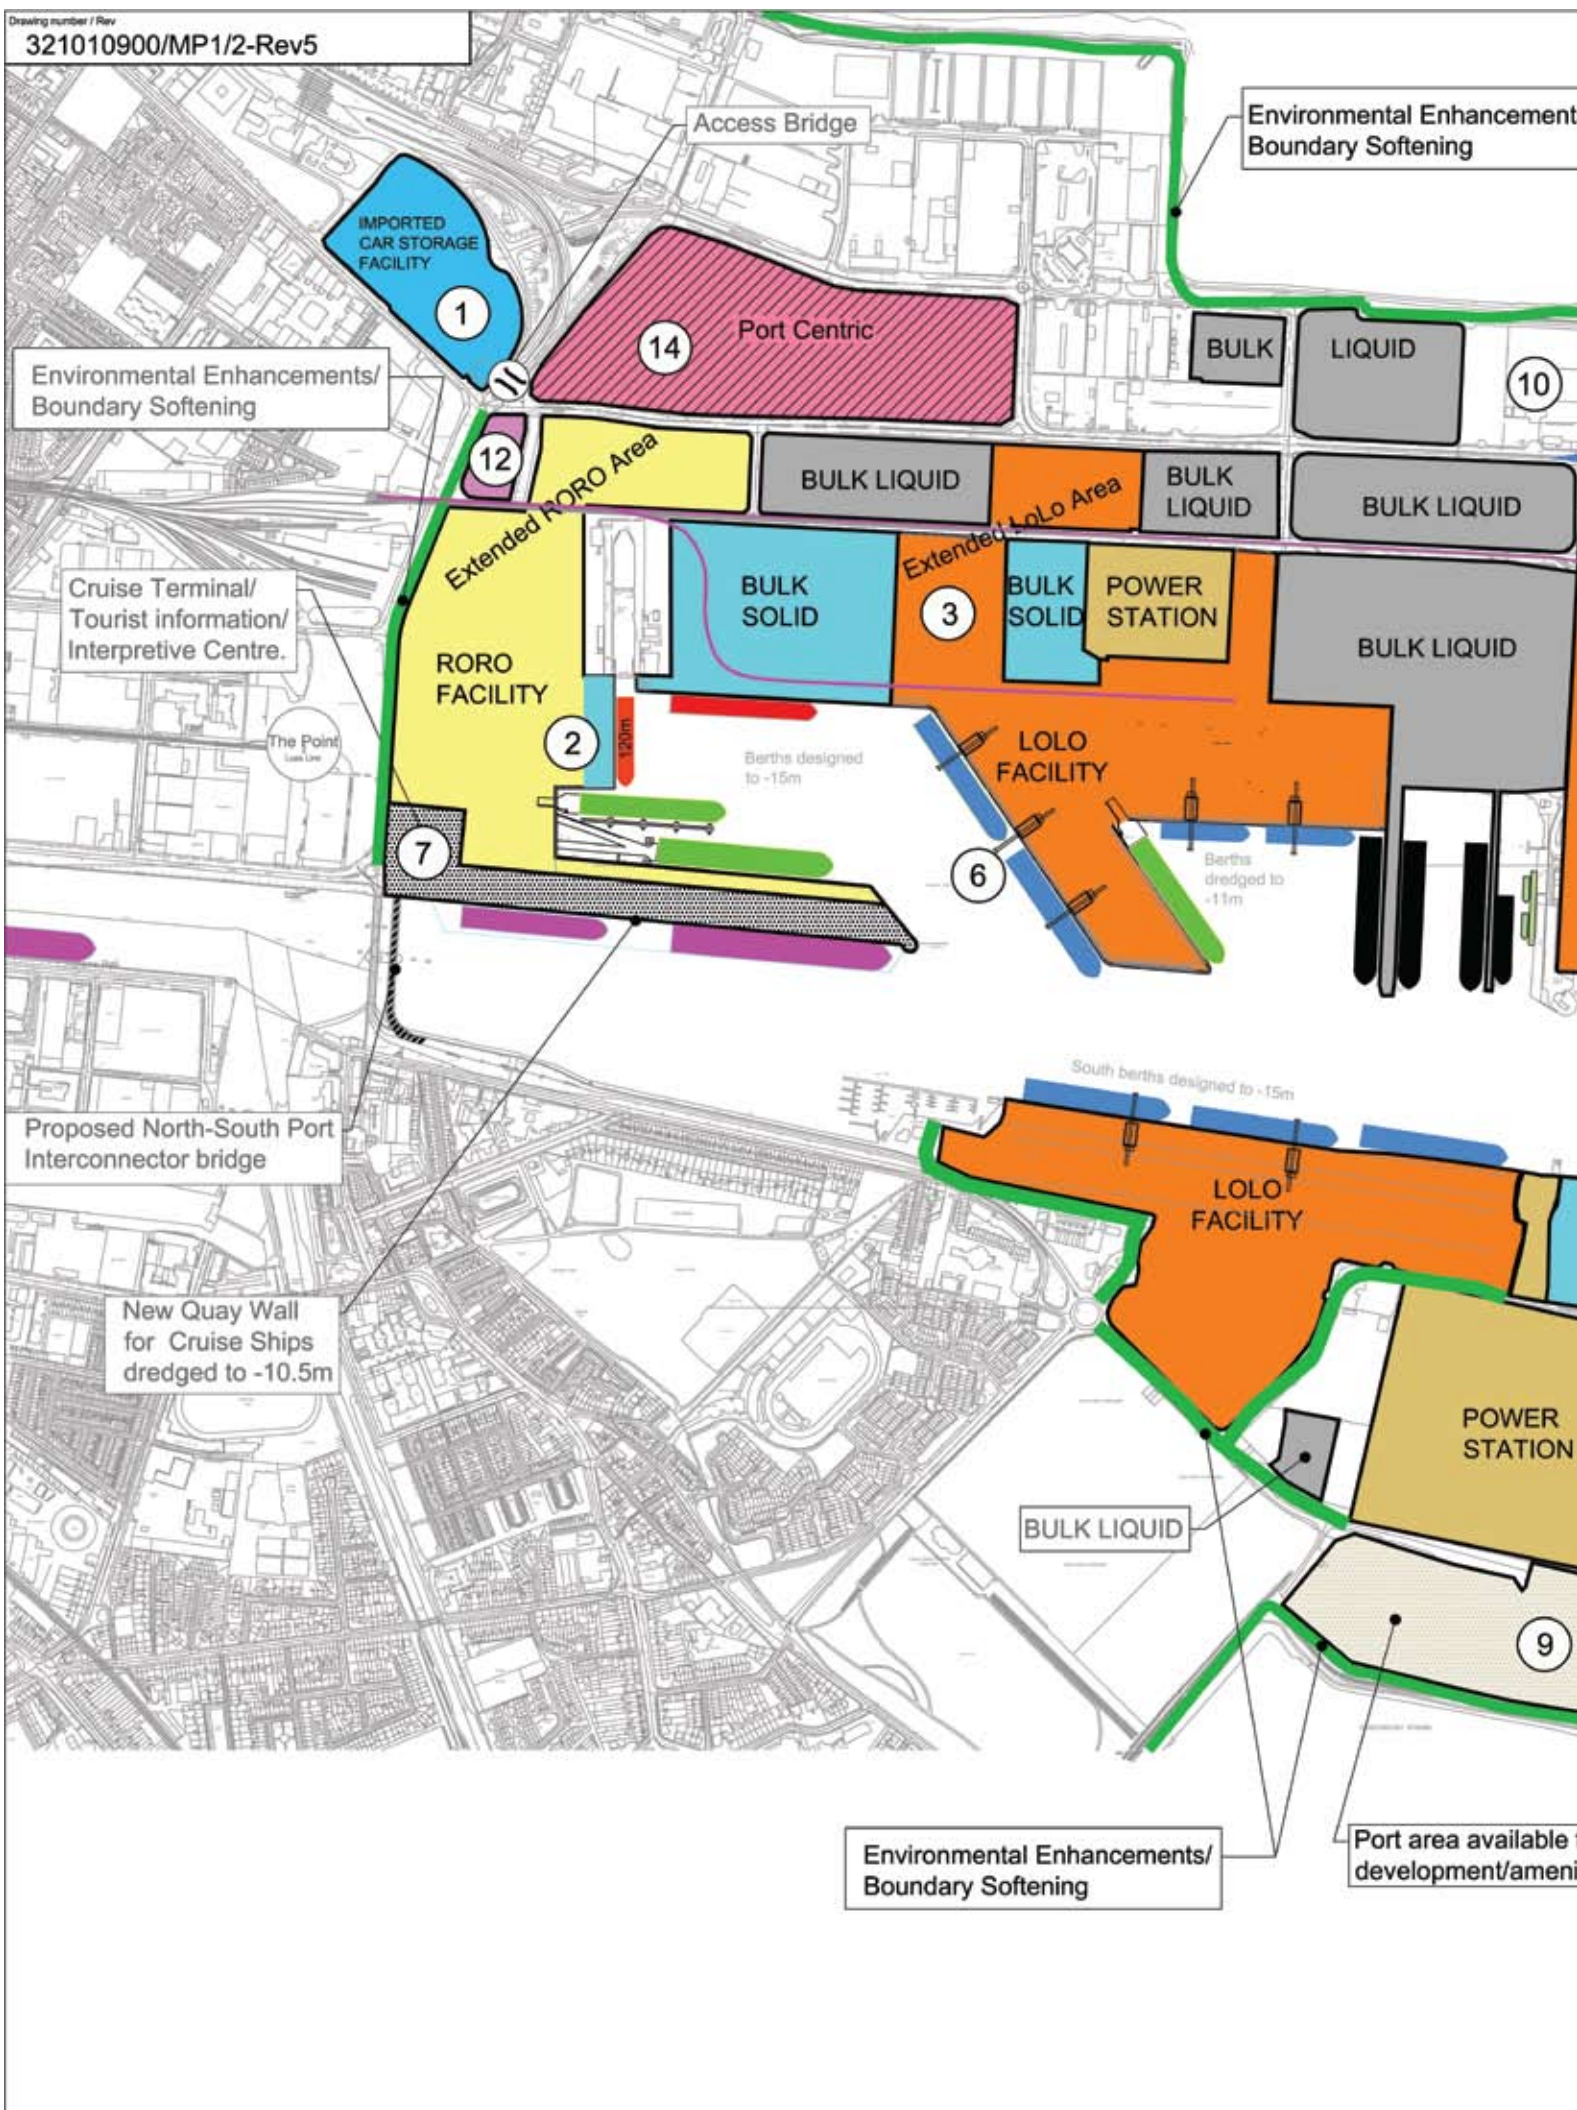 Drawing number / Rev
321010900/MP1/2-Rev5
Access Bridge
Environmental Enhancement
Boundary Softening
IMPORTED
CAR STORAGE
FACILITY
1
14
Port Centric
BULK
LIQUID
10
Environmental Enhancements/
Boundary Softening
12
Extended RORO Area
BULK LIQUID
Extended LoLo Area
BULK
LIQUID
BULK LIQUID
Cruise Terminal/
Tourist information/
Interpretive Centre.
BULK
SOLID
3
BULK
SOLID
POWER
STATION
BULK LIQUID
RORO
FACILITY
2
120m
The Point
Berths designed
to -15m
LOLO
FACILITY
7
6
Berths
dredged to
-11m
South berths designed to -15m
Proposed North-South Port
Interconnector bridge
LOLO
FACILITY
New Quay Wall
for Cruise Ships
dredged to -10.5m
POWER
STATION
BULK LIQUID
9
Environmental Enhancements/
Boundary Softening
Port area available
development/ameni